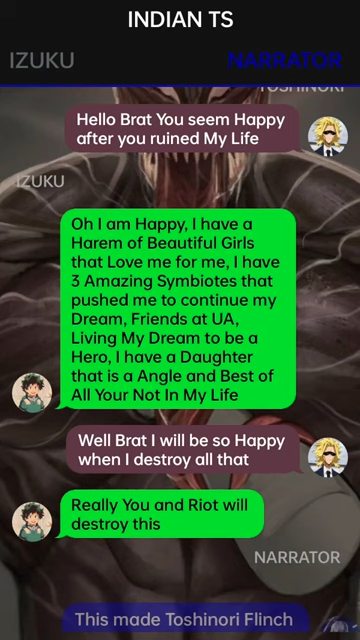 INDIAN TS
IZUKU
NARRATOR
TOSHINORI
Hello Brat You seem Happy
after you ruined My Life
IZUKU
Oh I am Happy, I have a
Harem of Beautiful Girls
that Love me for me, I have
3 Amazing Symbiotes that
pushed me to continue my
Dream, Friends at UA,
Living My Dream to be a
Hero, I have a Daughter
that is a Angle and Best of
All Your Not In My Life
Well Brat I will be so Happy
when I destroy all that
Really You and Riot will
destroy this
NARRATOR
This made Toshinori Flinch